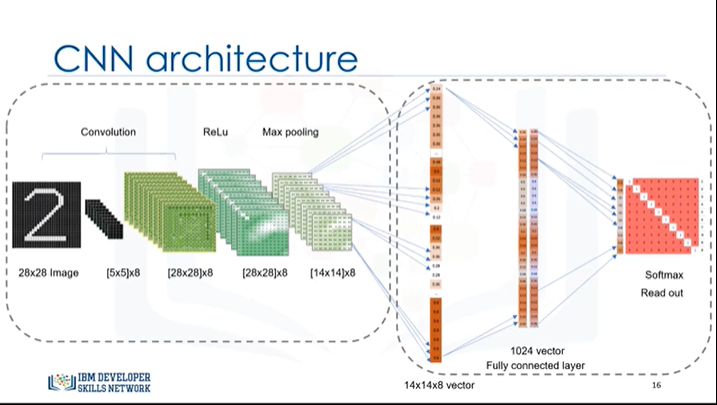 CNN architecture
Convolution
ReLu
Max pooling
28x28 Image
[5x5]x8
[28x28]x8
[28x28]x8
[14x14]x8
14x14x8 vector
1024 vector
Fully connected layer
Softmax
Read out
IBM DEVELOPER
SKILLS NETWORK
16